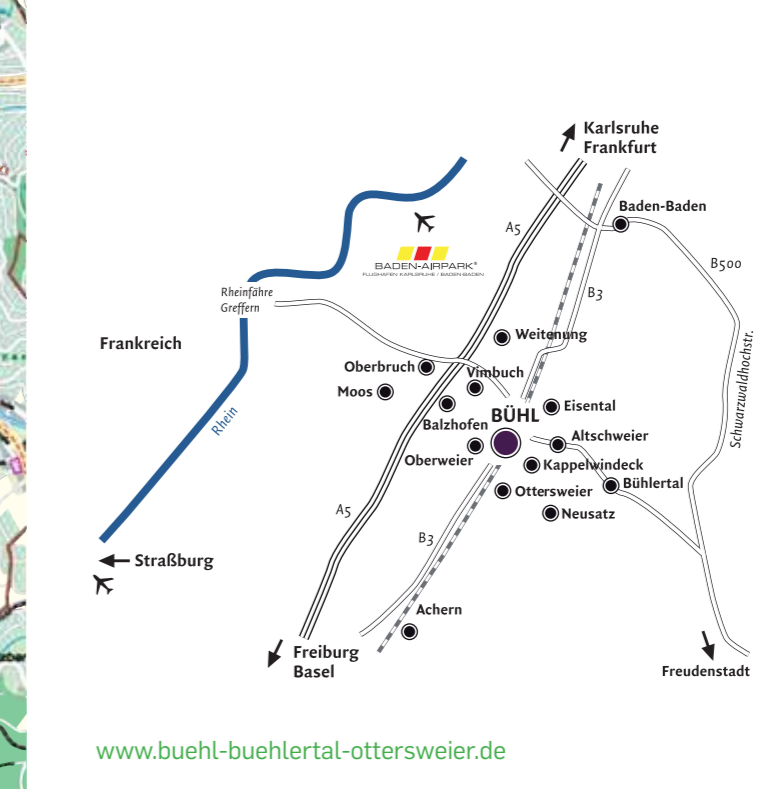 Karlsruhe
Frankfurt
Baden-Baden
A5
B500
BADEN-AIRPARK®
FLUGHAFEN KARLSRUHE / BADEN-BADEN
B3
Rheinfähre
Greffern
Weitenung
Frankreich
Schwarzwaldhochstr.
Oberbruch
Vimbuch
Moos
Eisental
BÜHL
Rhein
Balzhofen
Altschweier
Oberweier
Kappelwindeck
Bühlertal
Ottersweier
A5
Neusatz
B3
Straßburg
Achern
Freiburg
Basel
Freudenstadt
www.buehl-buehlertal-ottersweier.de